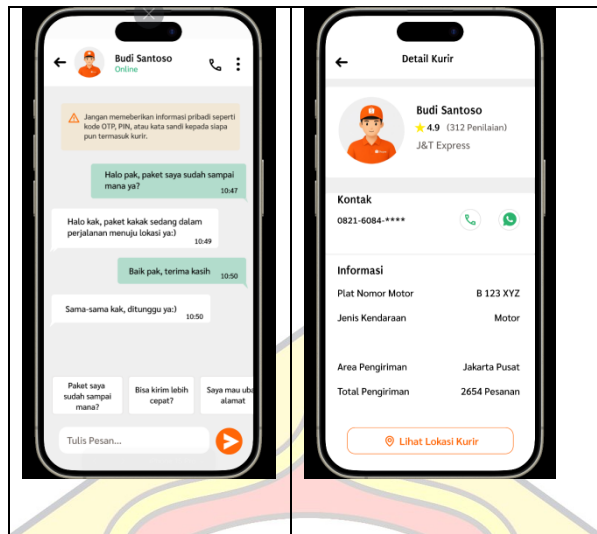 Budi Santoso
Online
Jangan memeberikan informasi pribadi seperti
kode OTP, PIN, atau kata sandi kepada siapa
pun termasuk kurir.
Halo pak, paket saya sudah sampai
mana ya?
10:47
Halo kak, paket kakak sedang dalam
perjalanan menuju lokasi ya:)
10:49
Baik pak, terima kasih
10:50
Sama-sama kak, ditunggu ya:)
10:50
Paket saya
sudah sampai
mana?
Bisa kirim lebih
cepat?
Saya mau uba
alamat
Tulis Pesan...
Detail Kurir
Budi Santoso
4.9 (312 Penilaian)
J&T Express
Kontak
0821-6084-****
Informasi
Plat Nomor Motor B 123 XYZ
Jenis Kendaraan Motor
Area Pengiriman Jakarta Pusat
Total Pengiriman 2654 Pesanan
Lihat Lokasi Kurir